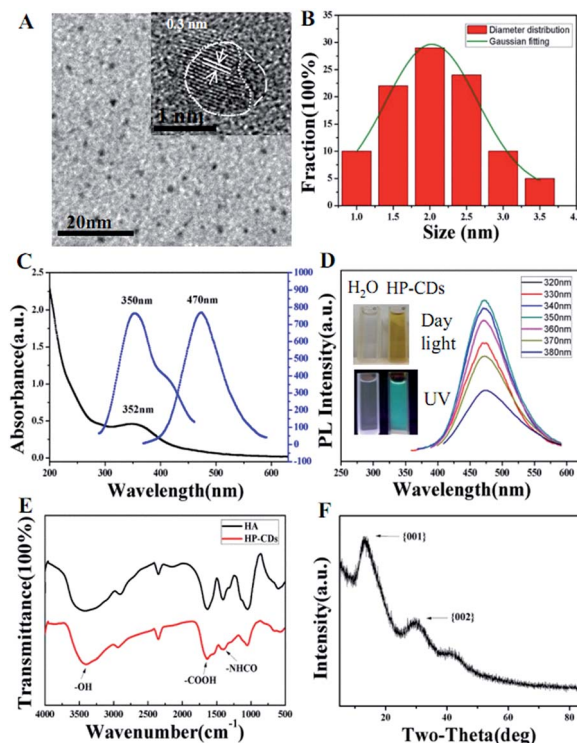 A
0.3 nm
1 nm
20nm
B
Diameter distribution
Gaussian fitting
Fraction(100%)
35
30
25
20
15
10
5
0
1.0 1.5 2.0 2.5 3.0 3.5 4.
Size (nm)
C
350nm 470nm
352nm
Absorbance(a.u.)
2.5
2.0
1.5
1.0
0.5
0.0
1000
900
800
700
600
500
400
300
200
100
0
-100
200 300 400 500 600
Wavelength(nm)
D
H2O HP-CDs
Day
light
UV
320nm
330nm
340nm
350nm
360nm
370nm
380nm
PL Intensity(a.u.)
250 300 350 400 450 500 550 600 65
Wavelength(nm)
E
HA
HP-CDs
-OH
-COOH
-NHCO
Transmittance(100%)
4000 3500 3000 2500 2000 1500 1000 500
Wavenumber(cm-1)
F
{001}
{002}
Intensity(a.u.)
20 40 60 80
Two-Theta(deg)